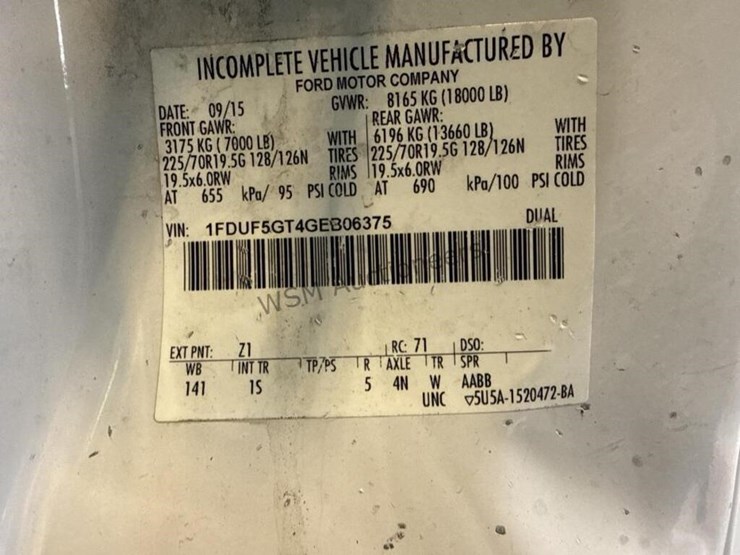 INCOMPLETE VEHICLE MANUFACTURED BY
FORD MOTOR COMPANY
DATE: 09/15 GVWR: 8165 KG (18000 LB)
FRONT GAWR: REAR GAWR:
3175 KG (7000 LB) WITH 6196 KG (13660 LB) WITH
225/70R19.5G 128/126N TIRES 225/70R19.5G 128/126N TIRES
19.5x6.0RW RIMS 19.5x6.0RW RIMS
AT 655 kPa/ 95 PSI COLD AT 690 kPa/100 PSI COLD
VIN: 1FDUF5GT4GEB06375 DUAL
WSM Auctioneers
EXT PNT: Z1 RC: 71 DSO:
WB INT TR TP/PS R AXLE TR SPR
141 1S 5 4N W AABB
UNC ▽5U5A-1520472-BA